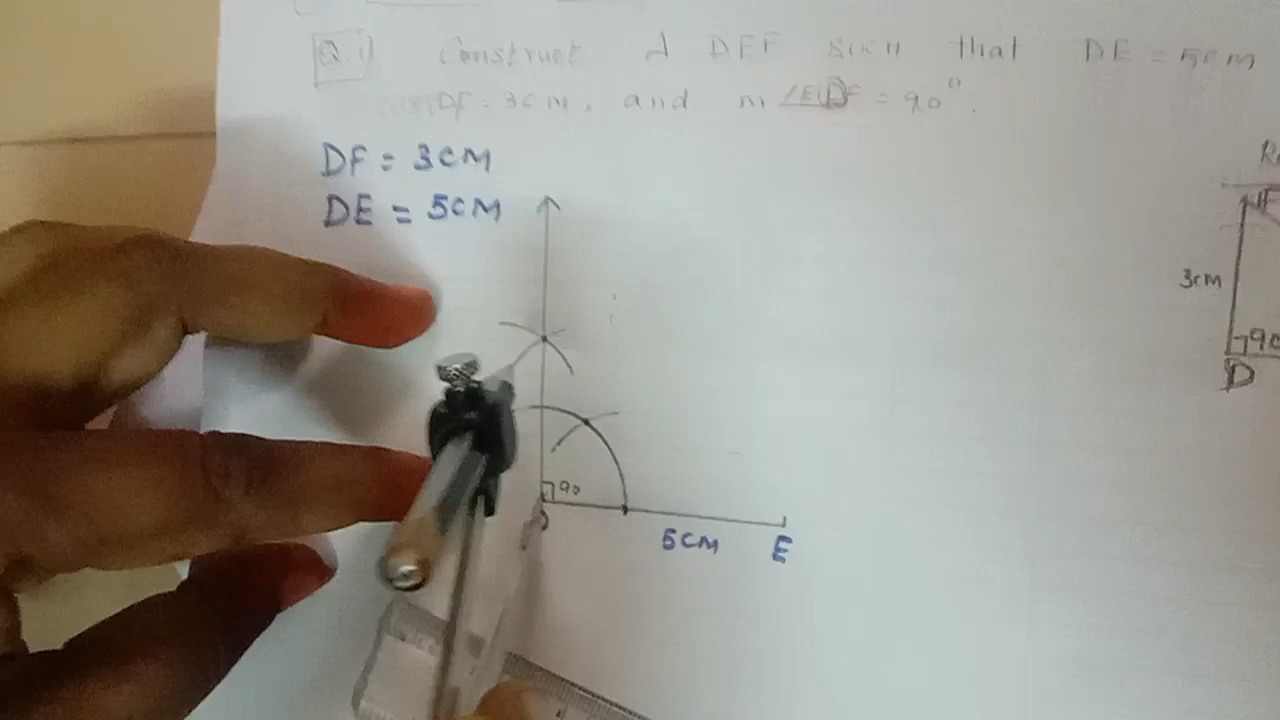 Q.1) Construct Δ DEF such that DE = 5cm
DF = 3cm, and m ∠EDF = 90°.
DF = 3CM
DE = 5CM
90
5CM
E
3cm
F
90
D